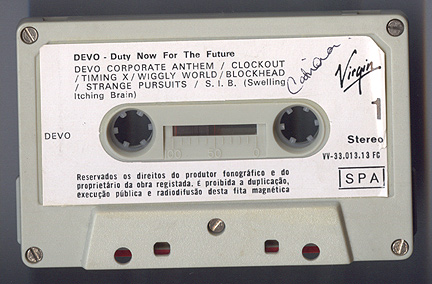 DEVO - Duty Now For The Future
DEVO CORPORATE ANTHEM / CLOCKOUT
/TIMING X/WIGGLY WORLD/BLOCKHEAD
/ STRANGE PURSUITS / S.I.B. (Swelling
Itching Brain)
Virgin
1
DEVO
Stereo
VV-33.013.13 FC
SPA
Reservados os direitos do produtor fonográfico e do
proprietário da obra registada. É proibida a duplicação,
execução pública e radiodifusão desta fita magnética